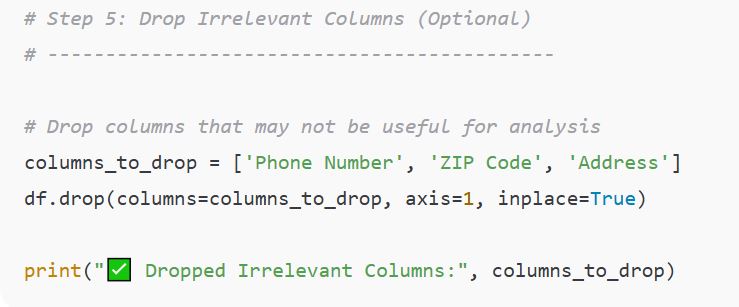 # Step 5: Drop Irrelevant Columns (Optional)
# ---------------------------------------------
# Drop columns that may not be useful for analysis
columns_to_drop = ['Phone Number', 'ZIP Code', 'Address']
df.drop(columns=columns_to_drop, axis=1, inplace=True)
print("✅ Dropped Irrelevant Columns:", columns_to_drop)